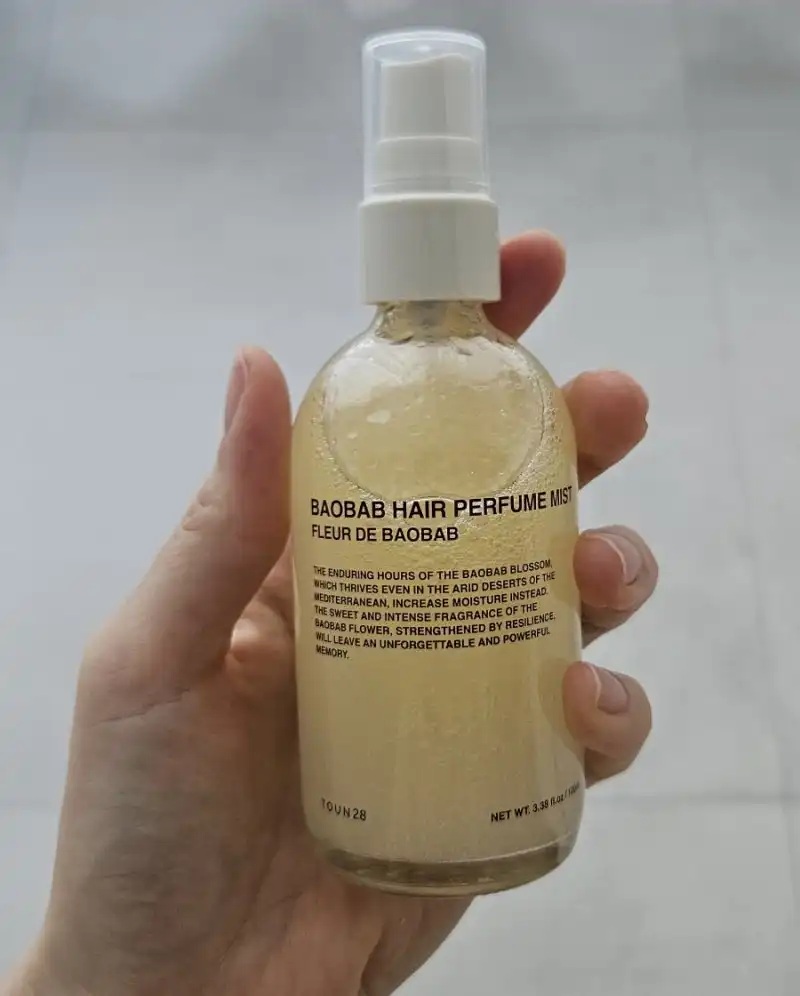 BAOBAB HAIR PERFUME MIST
FLEUR DE BAOBAB
THE ENDURING HOURS OF THE BAOBAB BLOSSOM,
WHICH THRIVES EVEN IN THE ARID DESERTS OF THE
MEDITERRANEAN, INCREASE MOISTURE INSTEAD.
THE SWEET AND INTENSE FRAGRANCE OF THE
BAOBAB FLOWER, STRENGTHENED BY RESILIENCE,
WILL LEAVE AN UNFORGETTABLE AND POWERFUL
MEMORY.
TOUN28
NET WT. 3.38 fl.oz /